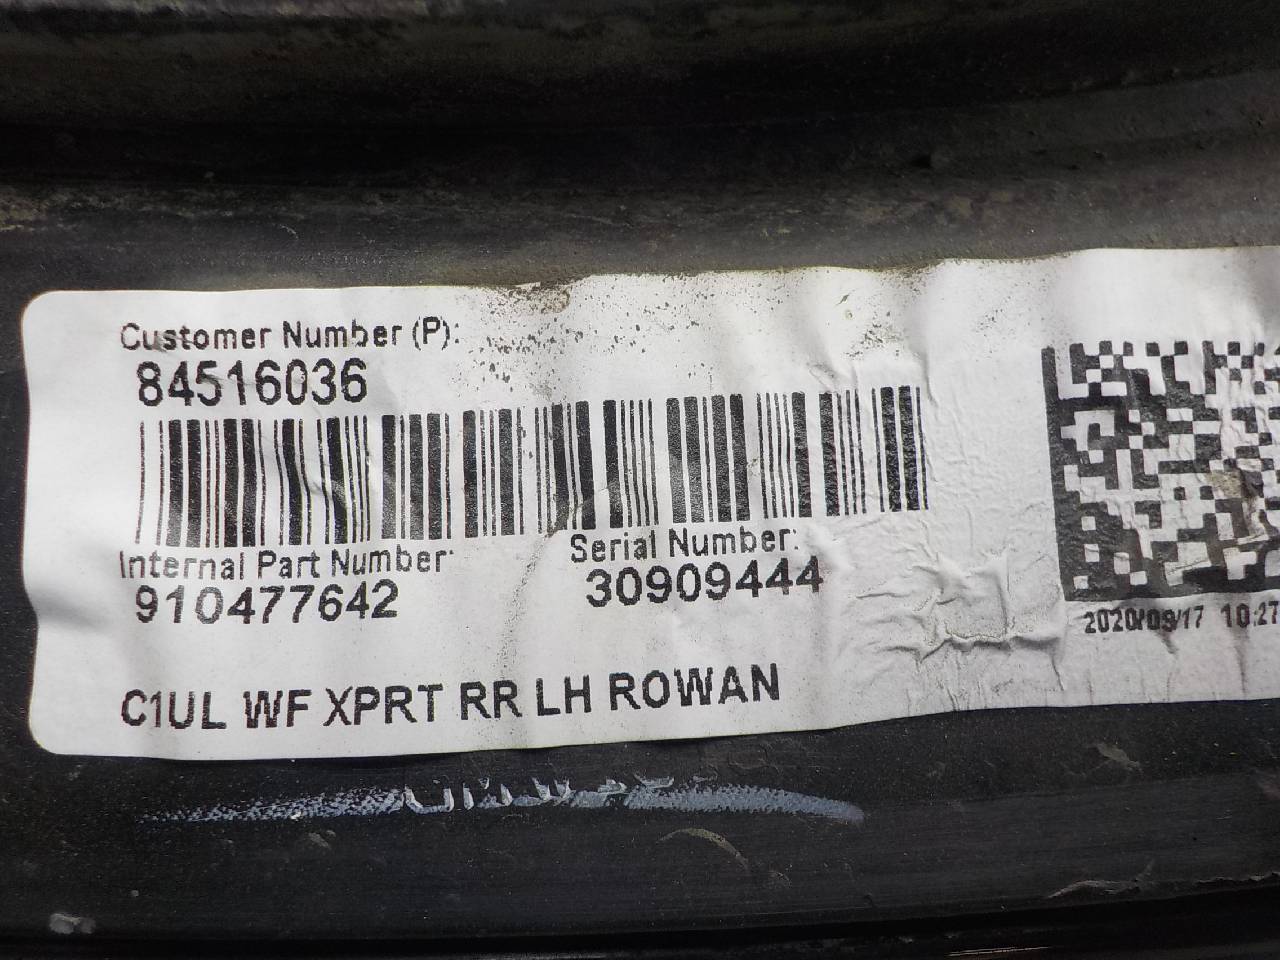 Customer Number (P):
84516036
Internal Part Number:
910477642
Serial Number:
30909444
2020/09/17 10:27
C1UL WF XPRT RR LH ROWAN